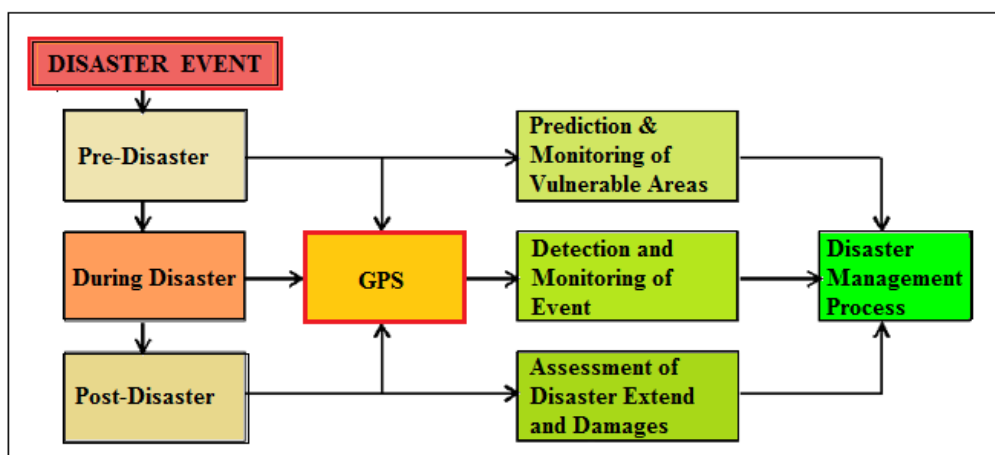 DISASTER EVENT
Pre-Disaster
Prediction &
Monitoring of
Vulnerable Areas
During Disaster
GPS
Detection and
Monitoring of
Event
Disaster
Management
Process
Post-Disaster
Assessment of
Disaster Extend
and Damages